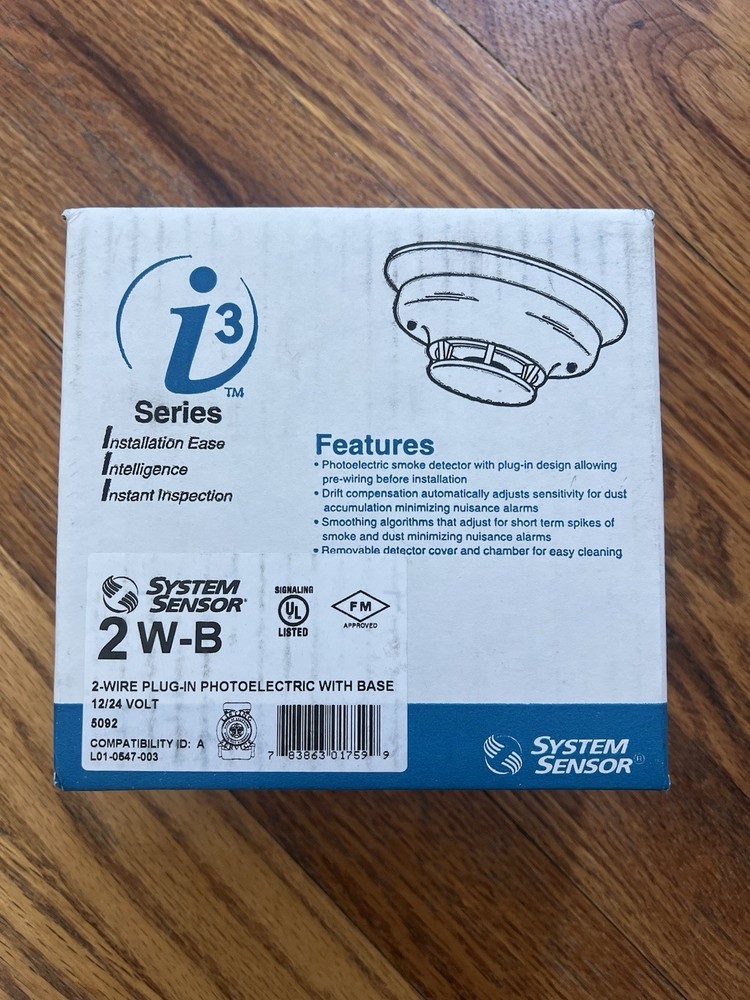 i3
TM
Series
Installation Ease
Intelligence
Instant Inspection
Features
• Photoelectric smoke detector with plug-in design allowing
pre-wiring before installation
• Drift compensation automatically adjusts sensitivity for dust
accumulation minimizing nuisance alarms
• Smoothing algorithms that adjust for short term spikes of
smoke and dust minimizing nuisance alarms
• Removable detector cover and chamber for easy cleaning
SYSTEM
SENSOR
2W-B
SIGNALING
UL
LISTED
FM
APPROVED
2-WIRE PLUG-IN PHOTOELECTRIC WITH BASE
12/24 VOLT
5092
COMPATIBILITY ID: A
L01-0547-003
7 83863 01759 9
SYSTEM
SENSOR®